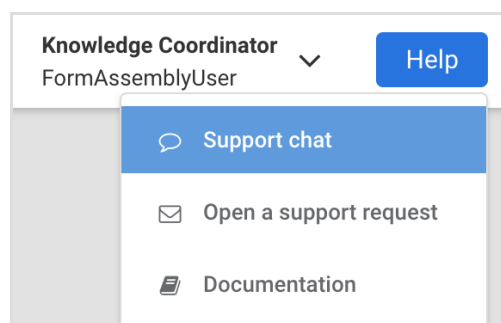 Knowledge Coordinator
FormAssemblyUser
Help
Support chat
Open a support request
Documentation